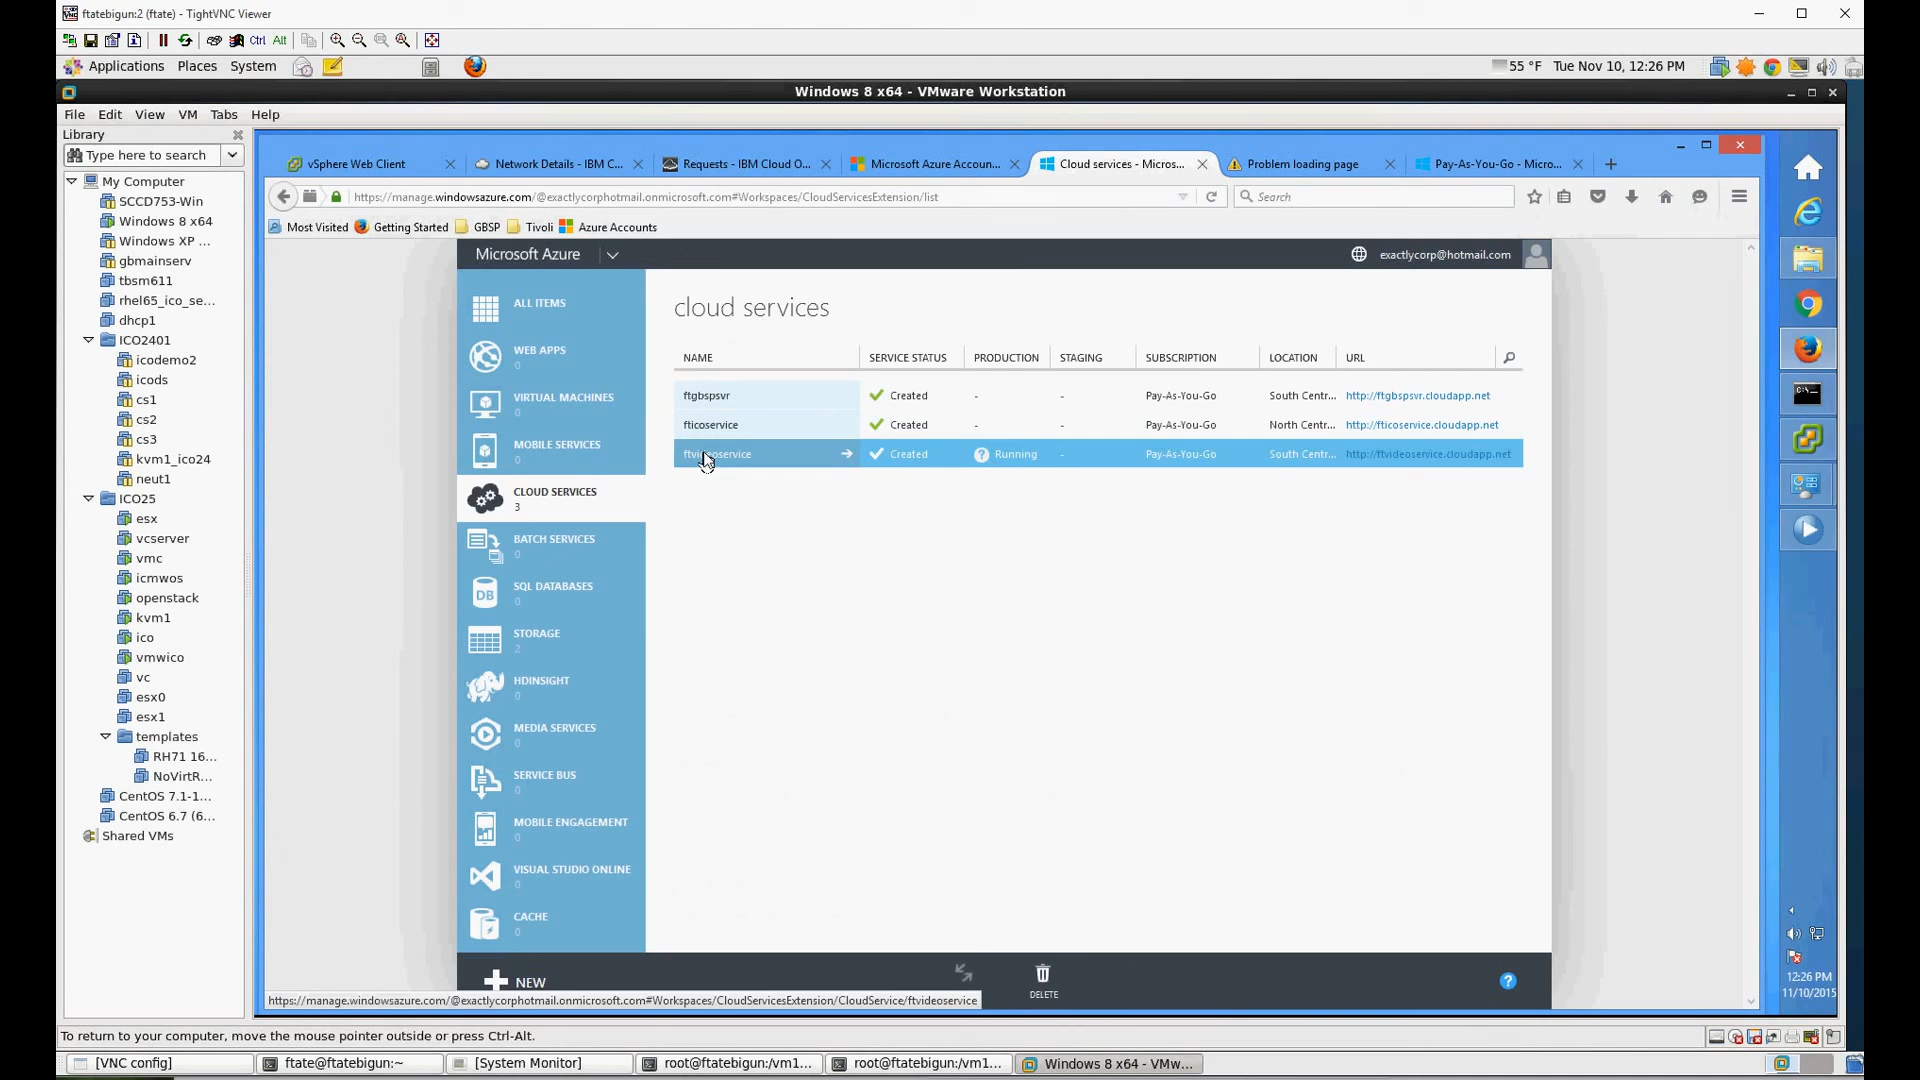 ftatebigun:2 (ftate) - TightVNC Viewer
Ctrl Alt
Applications Places System
55 °F Tue Nov 10, 12:26 PM
Windows 8 x64 - VMware Workstation
File Edit View VM Tabs Help
Library
Type here to search
My Computer
SCCD753-Win
Windows 8 x64
Windows XP ...
gbmainserv
tbsm611
rhel65_ico_se...
dhcp1
ICO2401
icodemo2
icods
cs1
cs2
cs3
kvm1_ico24
neut1
ICO25
esx
vcserver
vmc
icmwos
openstack
kvm1
ico
vmwico
vc
esx0
esx1
templates
RH71 16...
NoVirtR...
CentOS 7.1-1...
CentOS 6.7 (6...
Shared VMs
vSphere Web Client
Network Details - IBM C...
Requests - IBM Cloud O...
Microsoft Azure Accoun...
Cloud services - Micros...
Problem loading page
Pay-As-You-Go - Micro...
https://manage.windowsazure.com/@exactlycorphotmail.onmicrosoft.com#Workspaces/CloudServicesExtension/list
Search
Most Visited Getting Started GBSP Tivoli Azure Accounts
Microsoft Azure
exactlycorp@hotmail.com
ALL ITEMS
WEB APPS
0
VIRTUAL MACHINES
0
MOBILE SERVICES
0
CLOUD SERVICES
3
BATCH SERVICES
0
SQL DATABASES
0
DB
STORAGE
2
HDINSIGHT
0
MEDIA SERVICES
0
SERVICE BUS
0
MOBILE ENGAGEMENT
0
VISUAL STUDIO ONLINE
0
CACHE
0
cloud services
NAME SERVICE STATUS PRODUCTION STAGING SUBSCRIPTION LOCATION URL
ftgbspsvr Created - - Pay-As-You-Go South Centr... http://ftgbspsvr.cloudapp.net
fticoservice Created - - Pay-As-You-Go North Centr... http://fticoservice.cloudapp.net
ftvideoservice Created Running - Pay-As-You-Go South Centr... http://ftvideoservice.cloudapp.net
NEW
DELETE
https://manage.windowsazure.com/@exactlycorphotmail.onmicrosoft.com#Workspaces/CloudServicesExtension/CloudService/ftvideoservice
12:26 PM
11/10/2015
To return to your computer, move the mouse pointer outside or press Ctrl-Alt.
[VNC config]
ftate@ftatebigun:~
[System Monitor]
root@ftatebigun:/vm1...
root@ftatebigun:/vm1...
Windows 8 x64 - VMw...